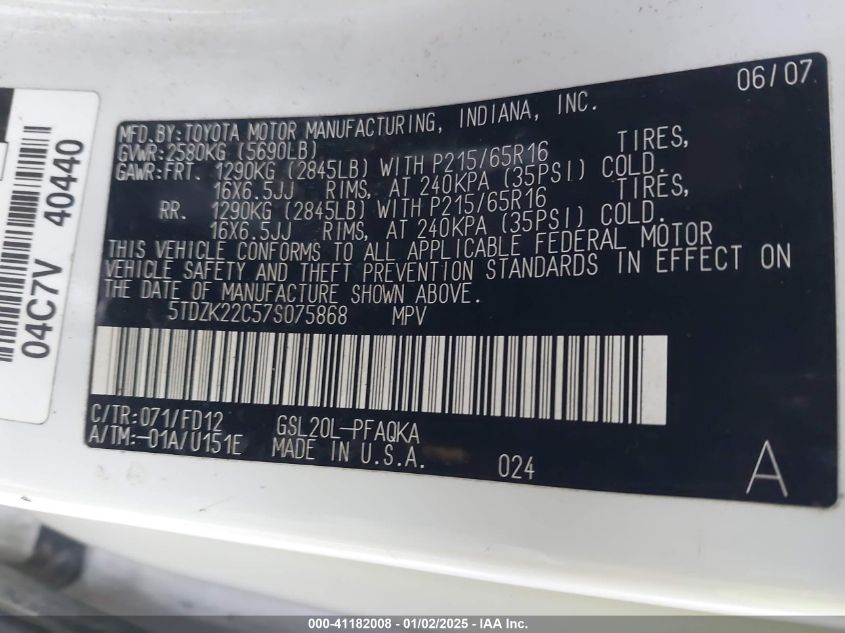 06/07
MFD.BY:TOYOTA MOTOR MANUFACTURING, INDIANA, INC.
GVWR:2580KG (5690LB)
GAWR:FRT. 1290KG (2845LB) WITH P215/65R16 TIRES,
16X6.5JJ RIMS, AT 240KPA (35PSI) COLD.
RR. 1290KG (2845LB) WITH P215/65R16 TIRES,
16X6.5JJ RIMS, AT 240KPA (35PSI) COLD.
THIS VEHICLE CONFORMS TO ALL APPLICABLE FEDERAL MOTOR
VEHICLE SAFETY AND THEFT PREVENTION STANDARDS IN EFFECT ON
THE DATE OF MANUFACTURE SHOWN ABOVE.
5TDZK22C57S075868 MPV
C/TR:071/FD12 GSL20L-PFAQKA
A/TM:-01A/U151E MADE IN U.S.A. 024 A
04C7V 40440
000-41182008 - 01/02/2025 - IAA Inc.